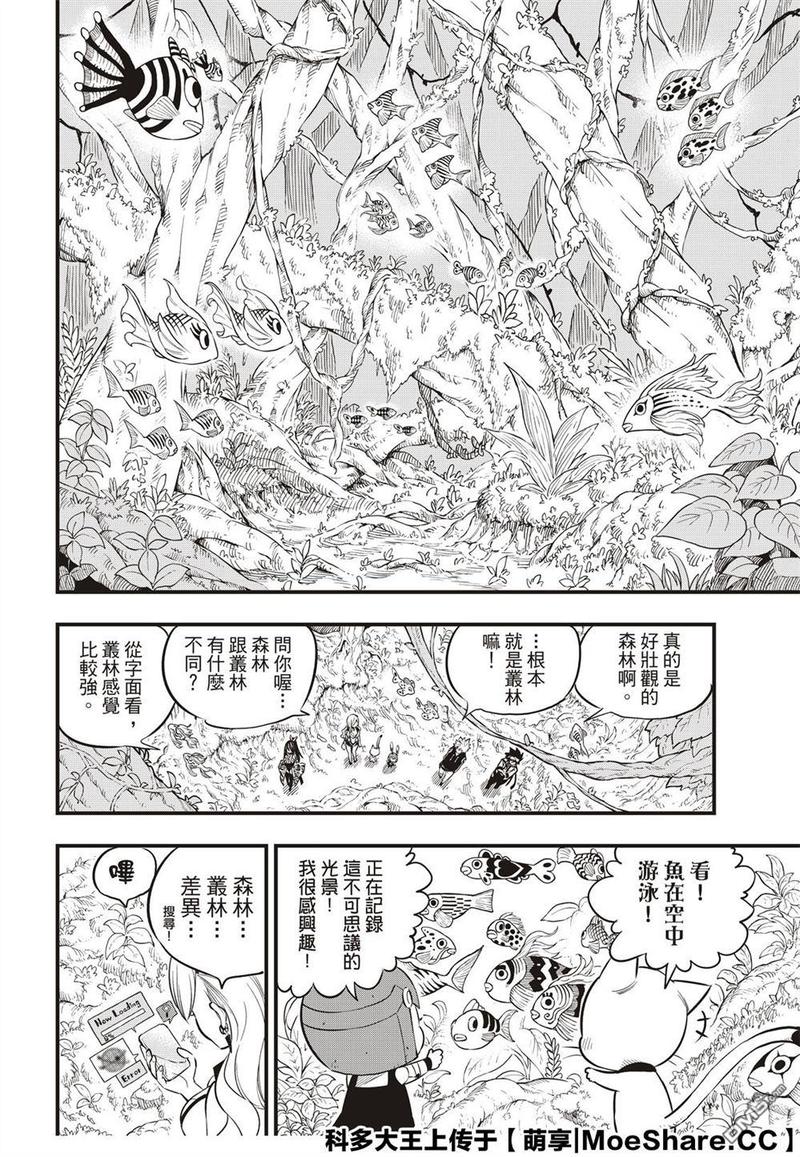 真的是
好壯觀的
森林啊。
…根本
就是叢林
嘛！
問你喔…
森林
跟叢林
有什麼
不同？
從字面看，
叢林感覺
比較強。
看！
魚在空中
游泳！
正在記錄
這不可思議的
光景！
我很感興趣！
森林…
叢林…
差異…
搜尋！
嗶
Now Loading
Error
科多大王上传于【萌享|MoeShare.CC】